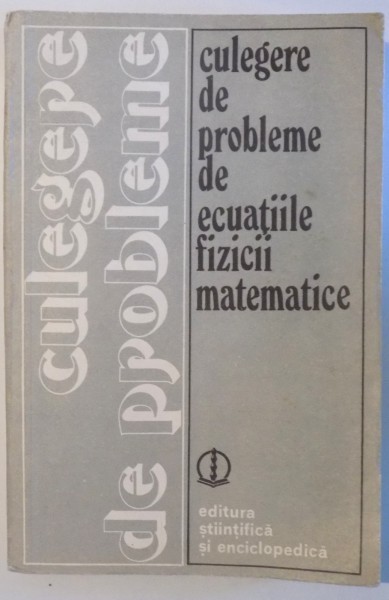 culegere
de probleme
culegere
de
probleme
de
ecuațiile
fizicii
matematice
editura
științifică
și enciclopedică